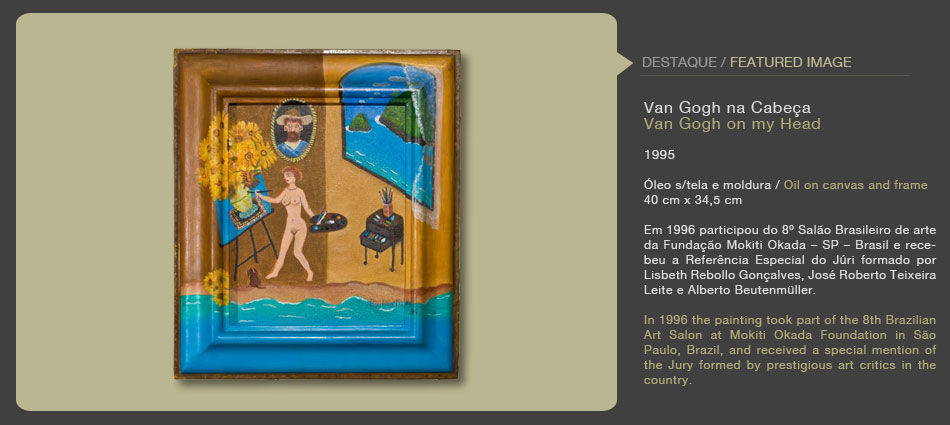 DESTAQUE / FEATURED IMAGE
Van Gogh na Cabeça
Van Gogh on my Head
1995
Óleo s/tela e moldura / Oil on canvas and frame
40 cm x 34,5 cm
Em 1996 participou do 8º Salão Brasileiro de arte
da Fundação Mokiti Okada – SP – Brasil e rece-
beu a Referência Especial do Júri formado por
Lisbeth Rebollo Gonçalves, José Roberto Teixeira
Leite e Alberto Beutenmüller.
In 1996 the painting took part of the 8th Brazilian
Art Salon at Mokiti Okada Foundation in São
Paulo, Brazil, and received a special mention of
the Jury formed by prestigious art critics in the
country.